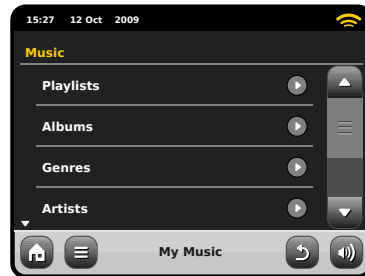 15:27 12 Oct 2009
Music
Playlists
Albums
Genres
Artists
My Music